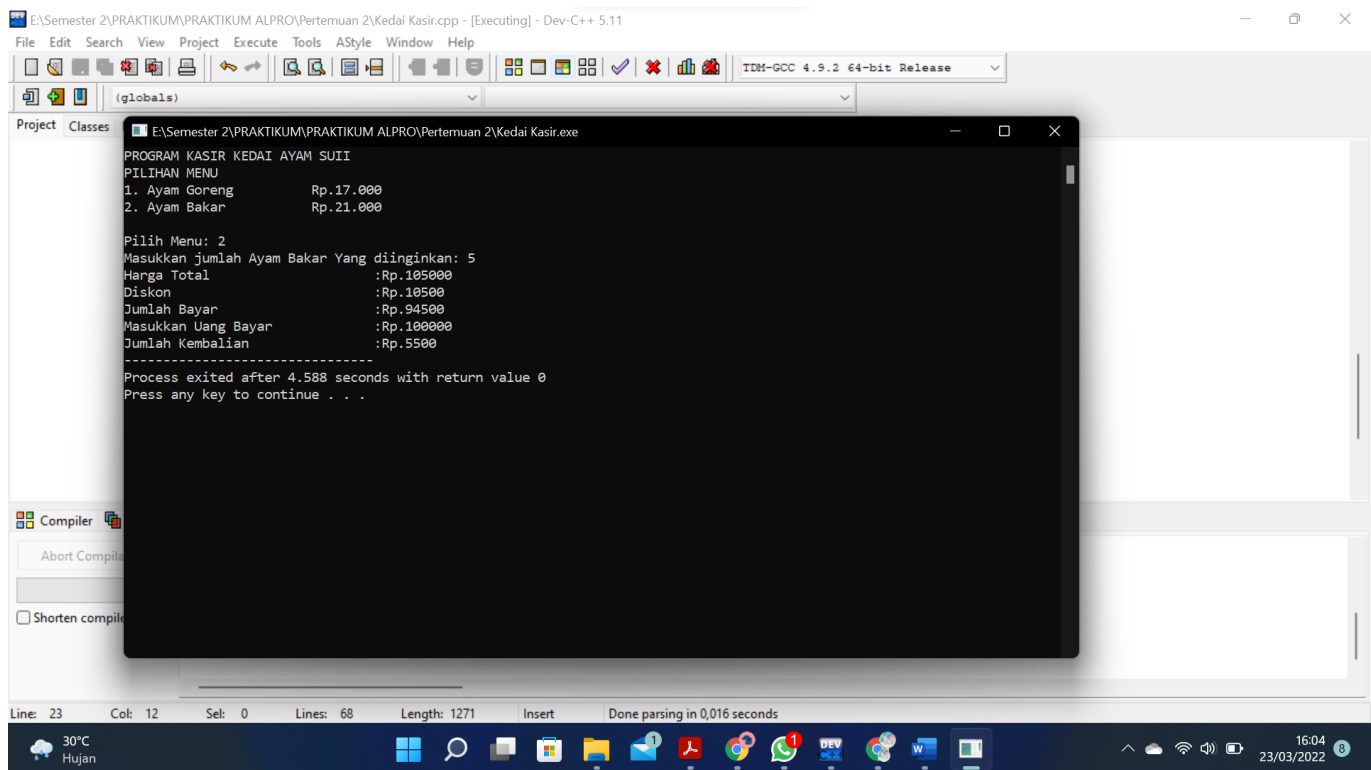 E:\Semester 2\PRAKTIKUM\PRAKTIKUM ALPRO\Pertemuan 2\Kedai Kasir.cpp - [Executing] - Dev-C++ 5.11
File Edit Search View Project Execute Tools AStyle Window Help
TDM-GCC 4.9.2 64-bit Release
(globals)
Project Classes
E:\Semester 2\PRAKTIKUM\PRAKTIKUM ALPRO\Pertemuan 2\Kedai Kasir.exe
PROGRAM KASIR KEDAI AYAM SUII
PILIHAN MENU
1. Ayam Goreng Rp.17.000
2. Ayam Bakar Rp.21.000
Pilih Menu: 2
Masukkan jumlah Ayam Bakar Yang diinginkan: 5
Harga Total :Rp.105000
Diskon :Rp.10500
Jumlah Bayar :Rp.94500
Masukkan Uang Bayar :Rp.100000
Jumlah Kembalian :Rp.5500
--------------------------------
Process exited after 4.588 seconds with return value 0
Press any key to continue . . .
Compiler
Abort Compila
Shorten compile
Line: 23 Col: 12 Sel: 0 Lines: 68 Length: 1271 Insert Done parsing in 0,016 seconds
30°C
Hujan
1
1
DEV
W
16:04
23/03/2022
8